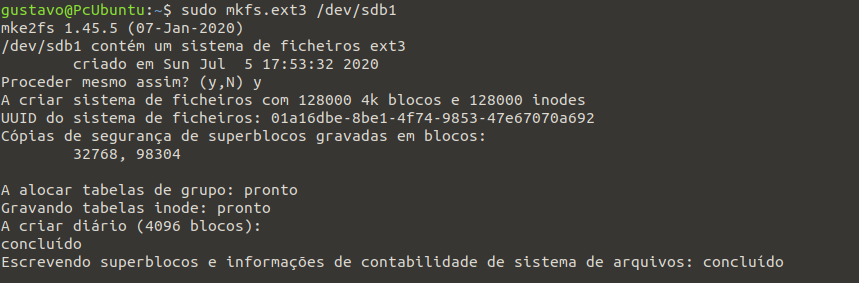 gustavo@PcUbuntu:~$ sudo mkfs.ext3 /dev/sdb1
mke2fs 1.45.5 (07-Jan-2020)
/dev/sdb1 contém um sistema de ficheiros ext3
        criado em Sun Jul  5 17:53:32 2020
Proceder mesmo assim? (y,N) y
A criar sistema de ficheiros com 128000 4k blocos e 128000 inodes
UUID do sistema de ficheiros: 01a16dbe-8be1-4f74-9853-47e67070a692
Cópias de segurança de superblocos gravadas em blocos:
        32768, 98304
A alocar tabelas de grupo: pronto
Gravando tabelas inode: pronto
A criar diário (4096 blocos):
concluído
Escrevendo superblocos e informações de contabilidade de sistema de arquivos: concluído